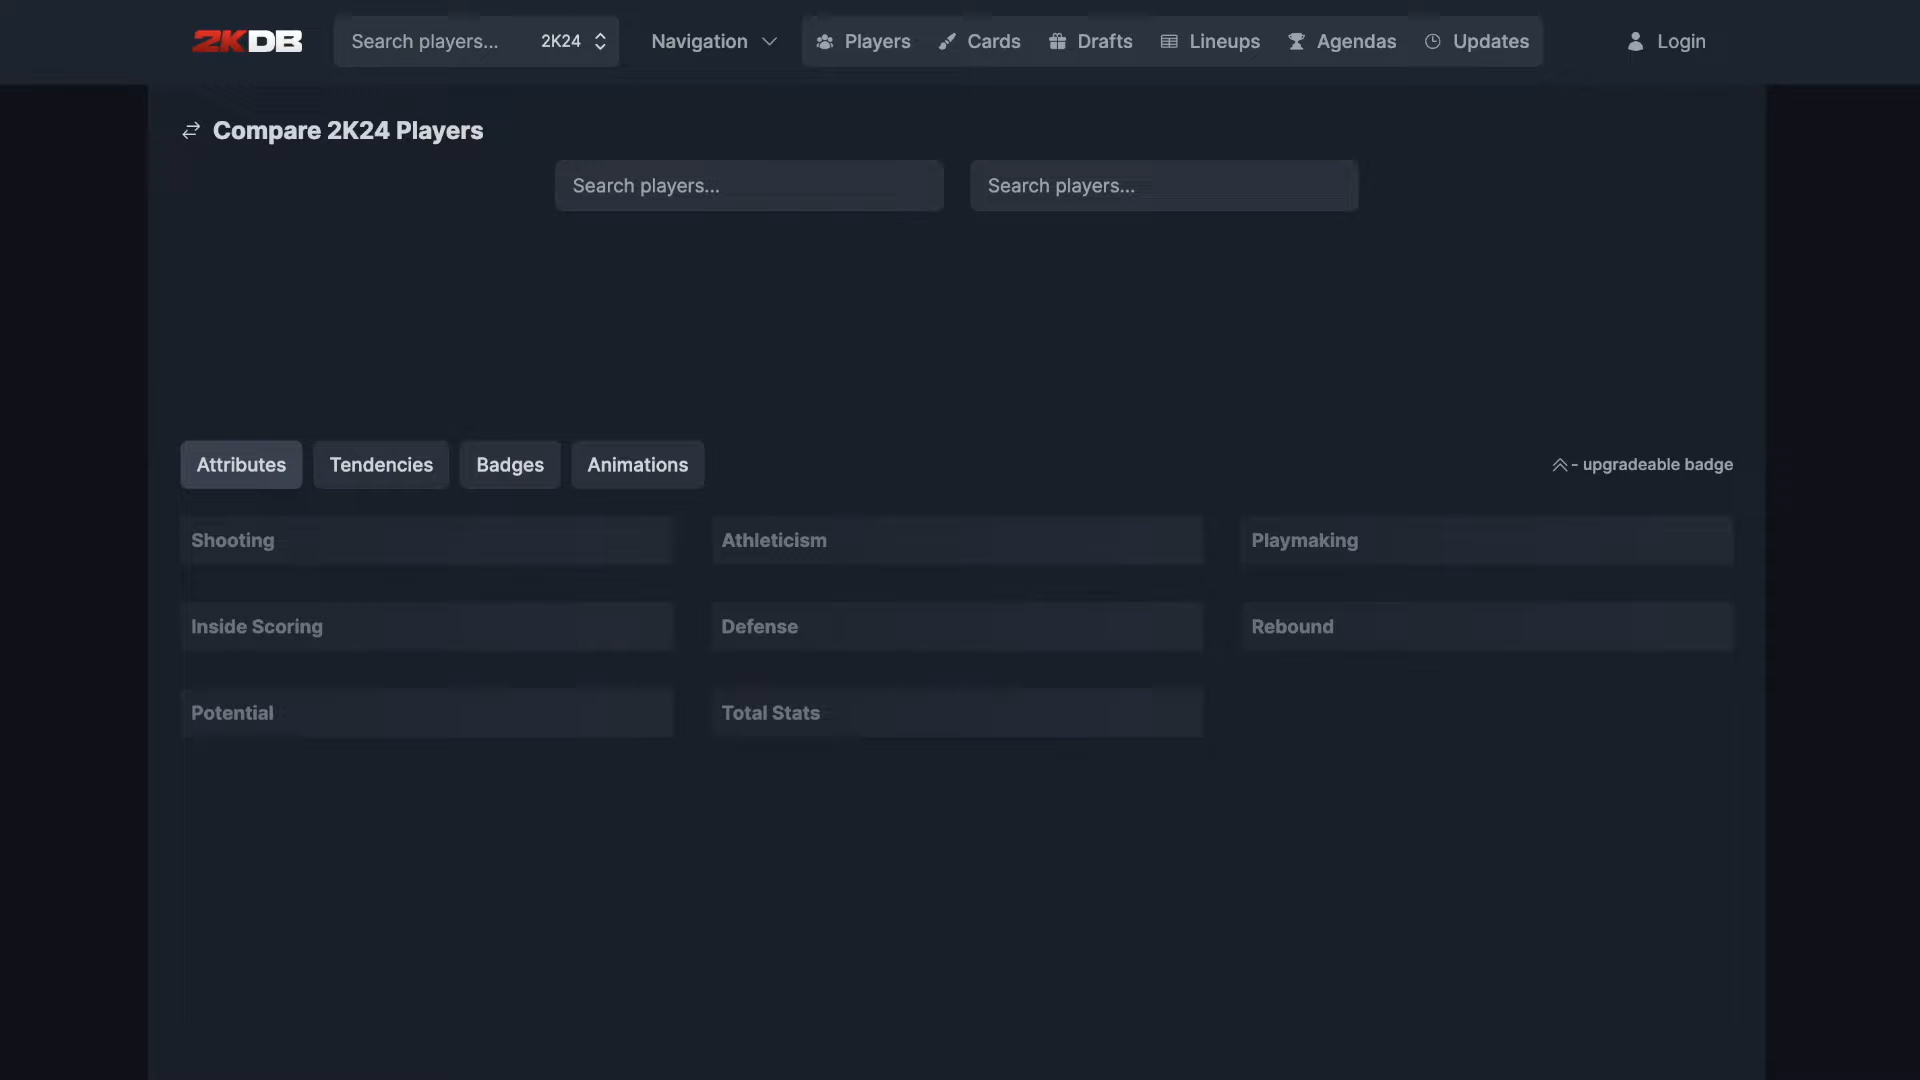 2KDB
Search players...
2K24
Navigation
Players
Cards
Drafts
Lineups
Agendas
Updates
Login
Compare 2K24 Players
Search players...
Search players...
Attributes
Tendencies
Badges
Animations
- upgradeable badge
Shooting
Athleticism
Playmaking
Inside Scoring
Defense
Rebound
Potential
Total Stats